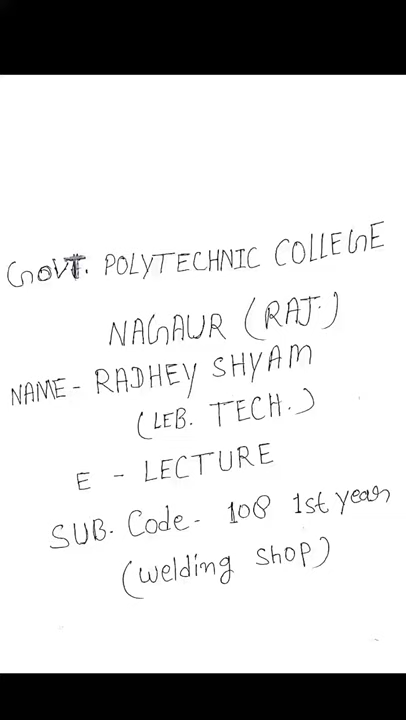 GOVT. POLYTECHNIC COLLEGE
NAGAUR (RAJ.)
NAME - RADHEY SHYAM
(LEB. TECH.)
E - LECTURE
SUB. Code - 108 1st year
(welding shop)